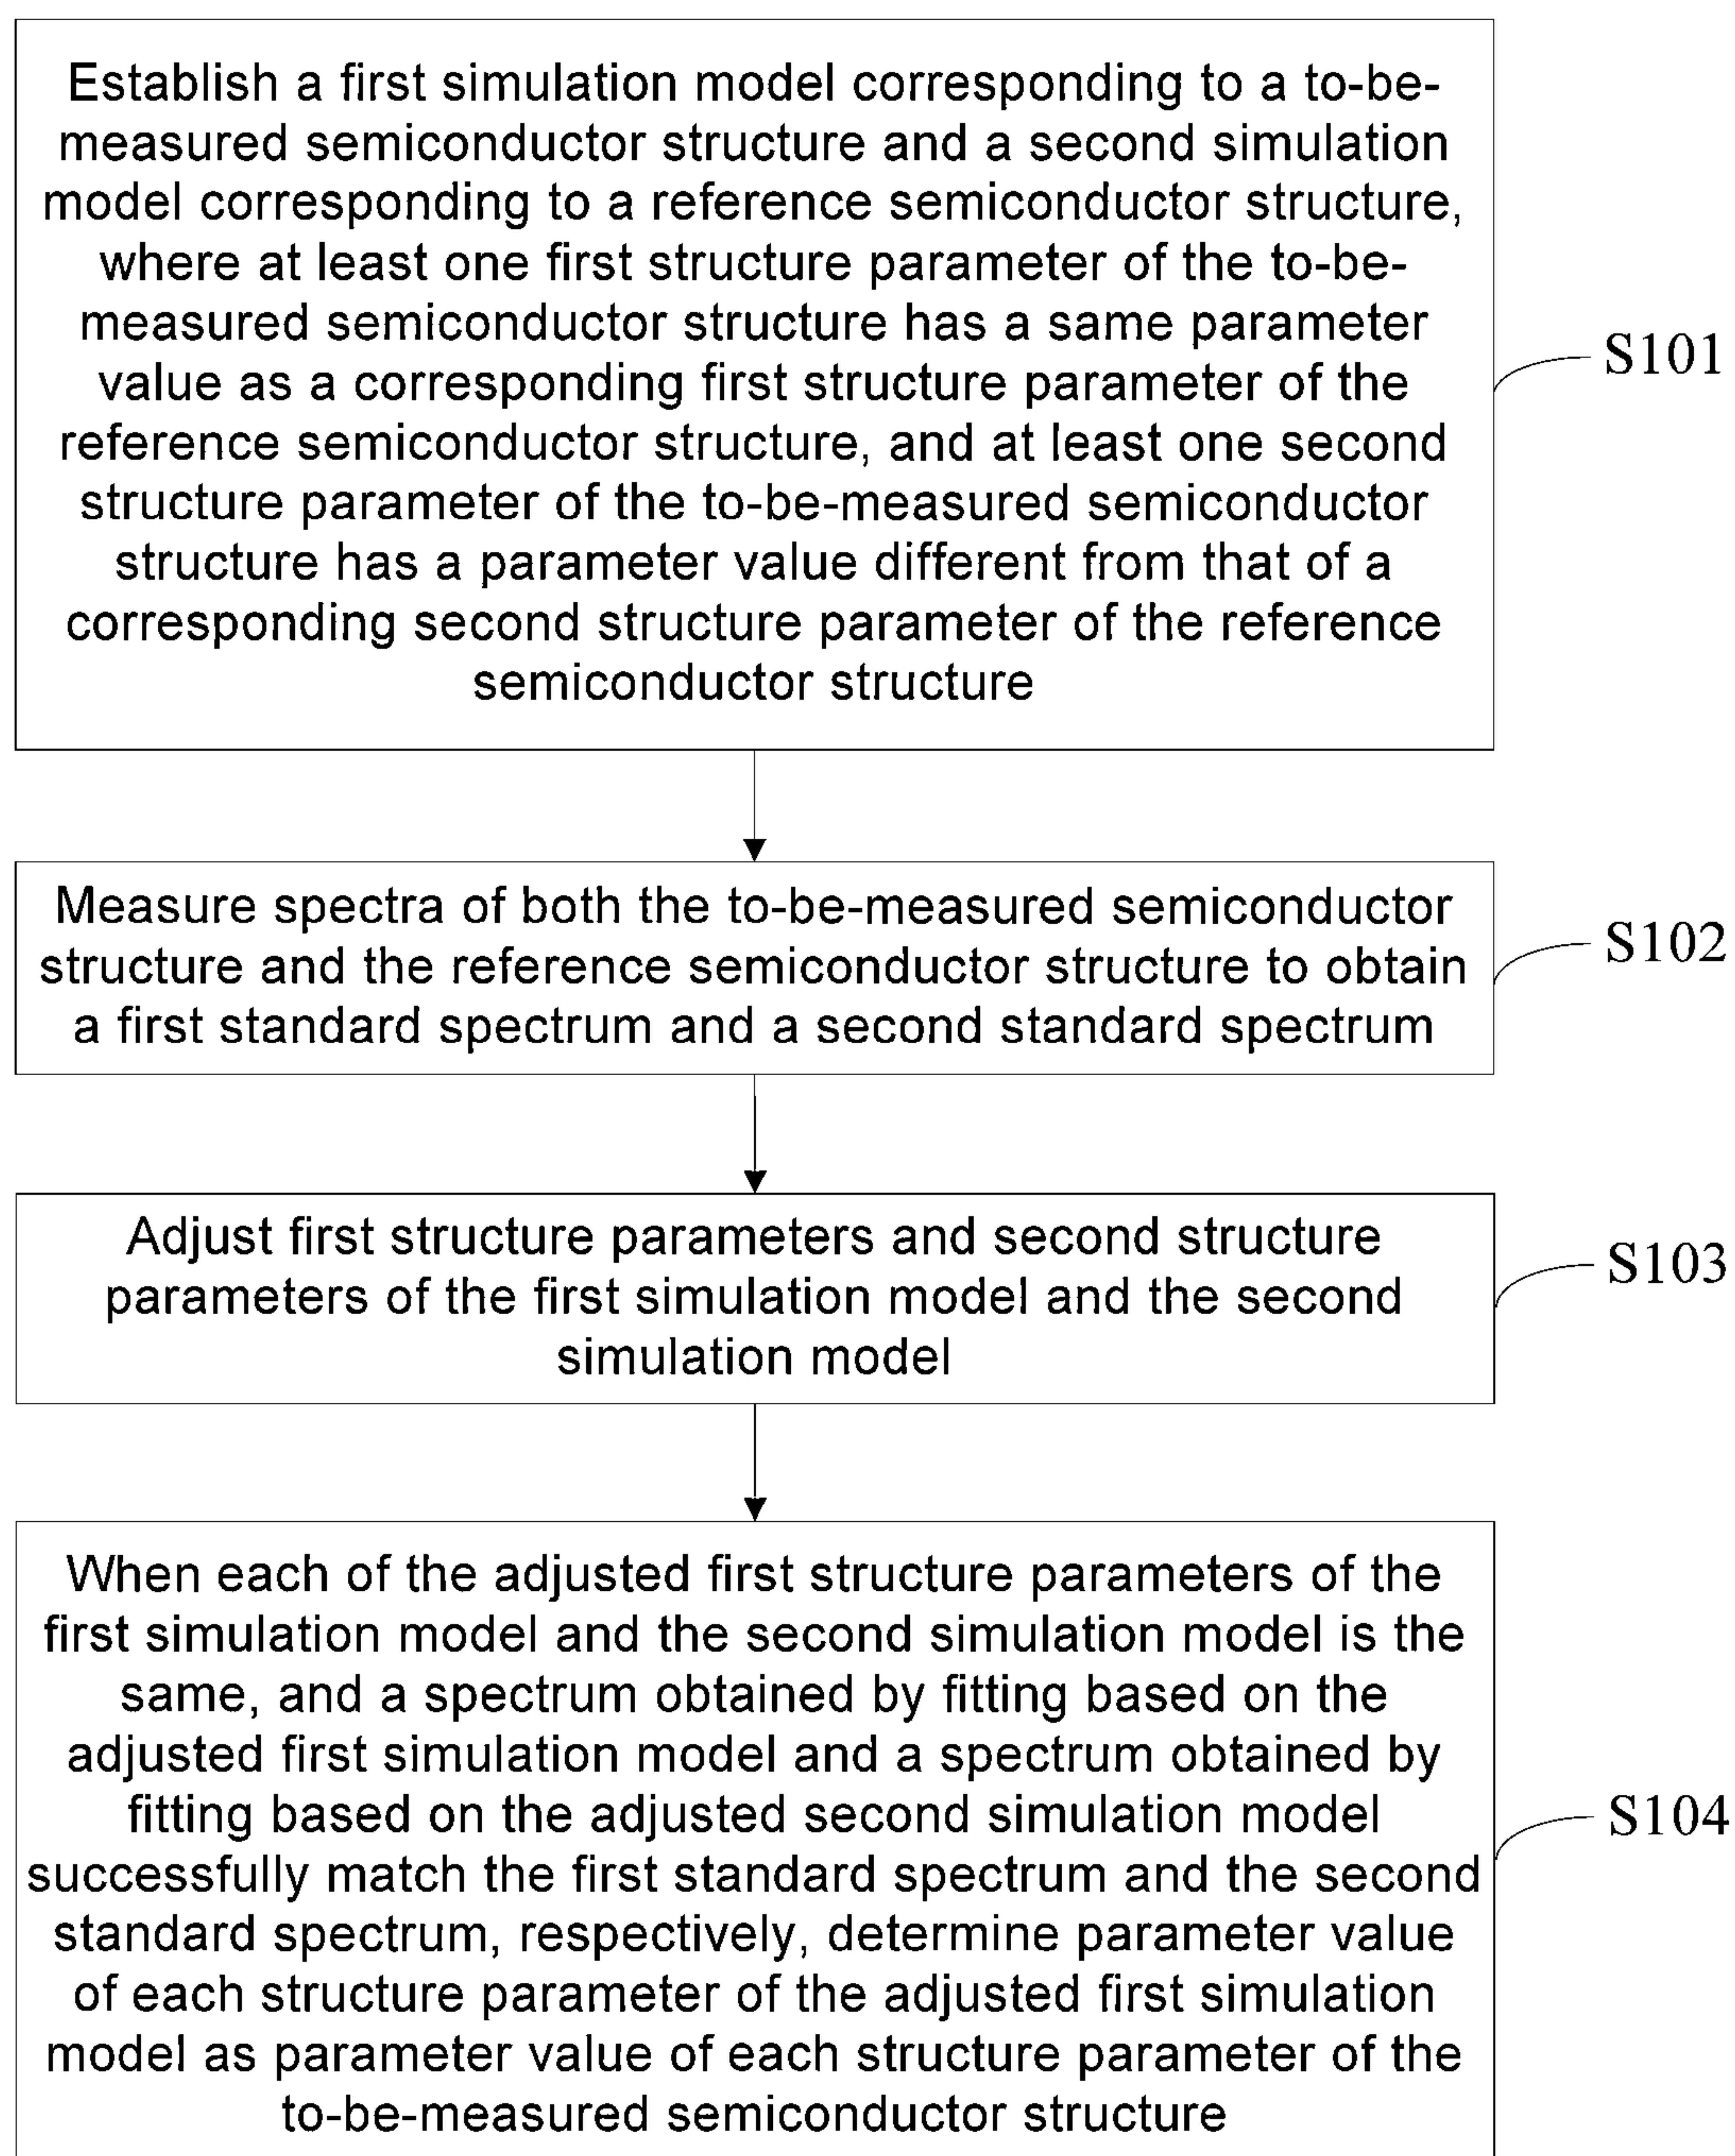 Establish a first simulation model corresponding to a to-be-
measured semiconductor structure and a second simulation
model corresponding to a reference semiconductor structure,
where at least one first structure parameter of the to-be-
measured semiconductor structure has a same parameter
value as a corresponding first structure parameter of the
reference semiconductor structure, and at least one second
structure parameter of the to-be-measured semiconductor
structure has a parameter value different from that of a
corresponding second structure parameter of the reference
semiconductor structure
S101
Measure spectra of both the to-be-measured semiconductor
structure and the reference semiconductor structure to obtain
a first standard spectrum and a second standard spectrum
S102
Adjust first structure parameters and second structure
parameters of the first simulation model and the second
simulation model
S103
When each of the adjusted first structure parameters of the
first simulation model and the second simulation model is the
same, and a spectrum obtained by fitting based on the
adjusted first simulation model and a spectrum obtained by
fitting based on the adjusted second simulation model
successfully match the first standard spectrum and the second
standard spectrum, respectively, determine parameter value
of each structure parameter of the adjusted first simulation
model as parameter value of each structure parameter of the
to-be-measured semiconductor structure
S104